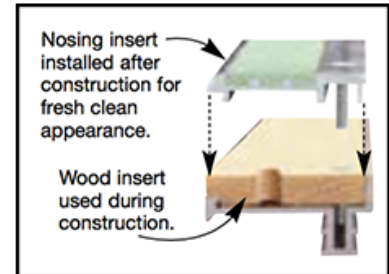 Nosing insert
installed after
construction for
fresh clean
appearance.
Wood insert
used during
construction.